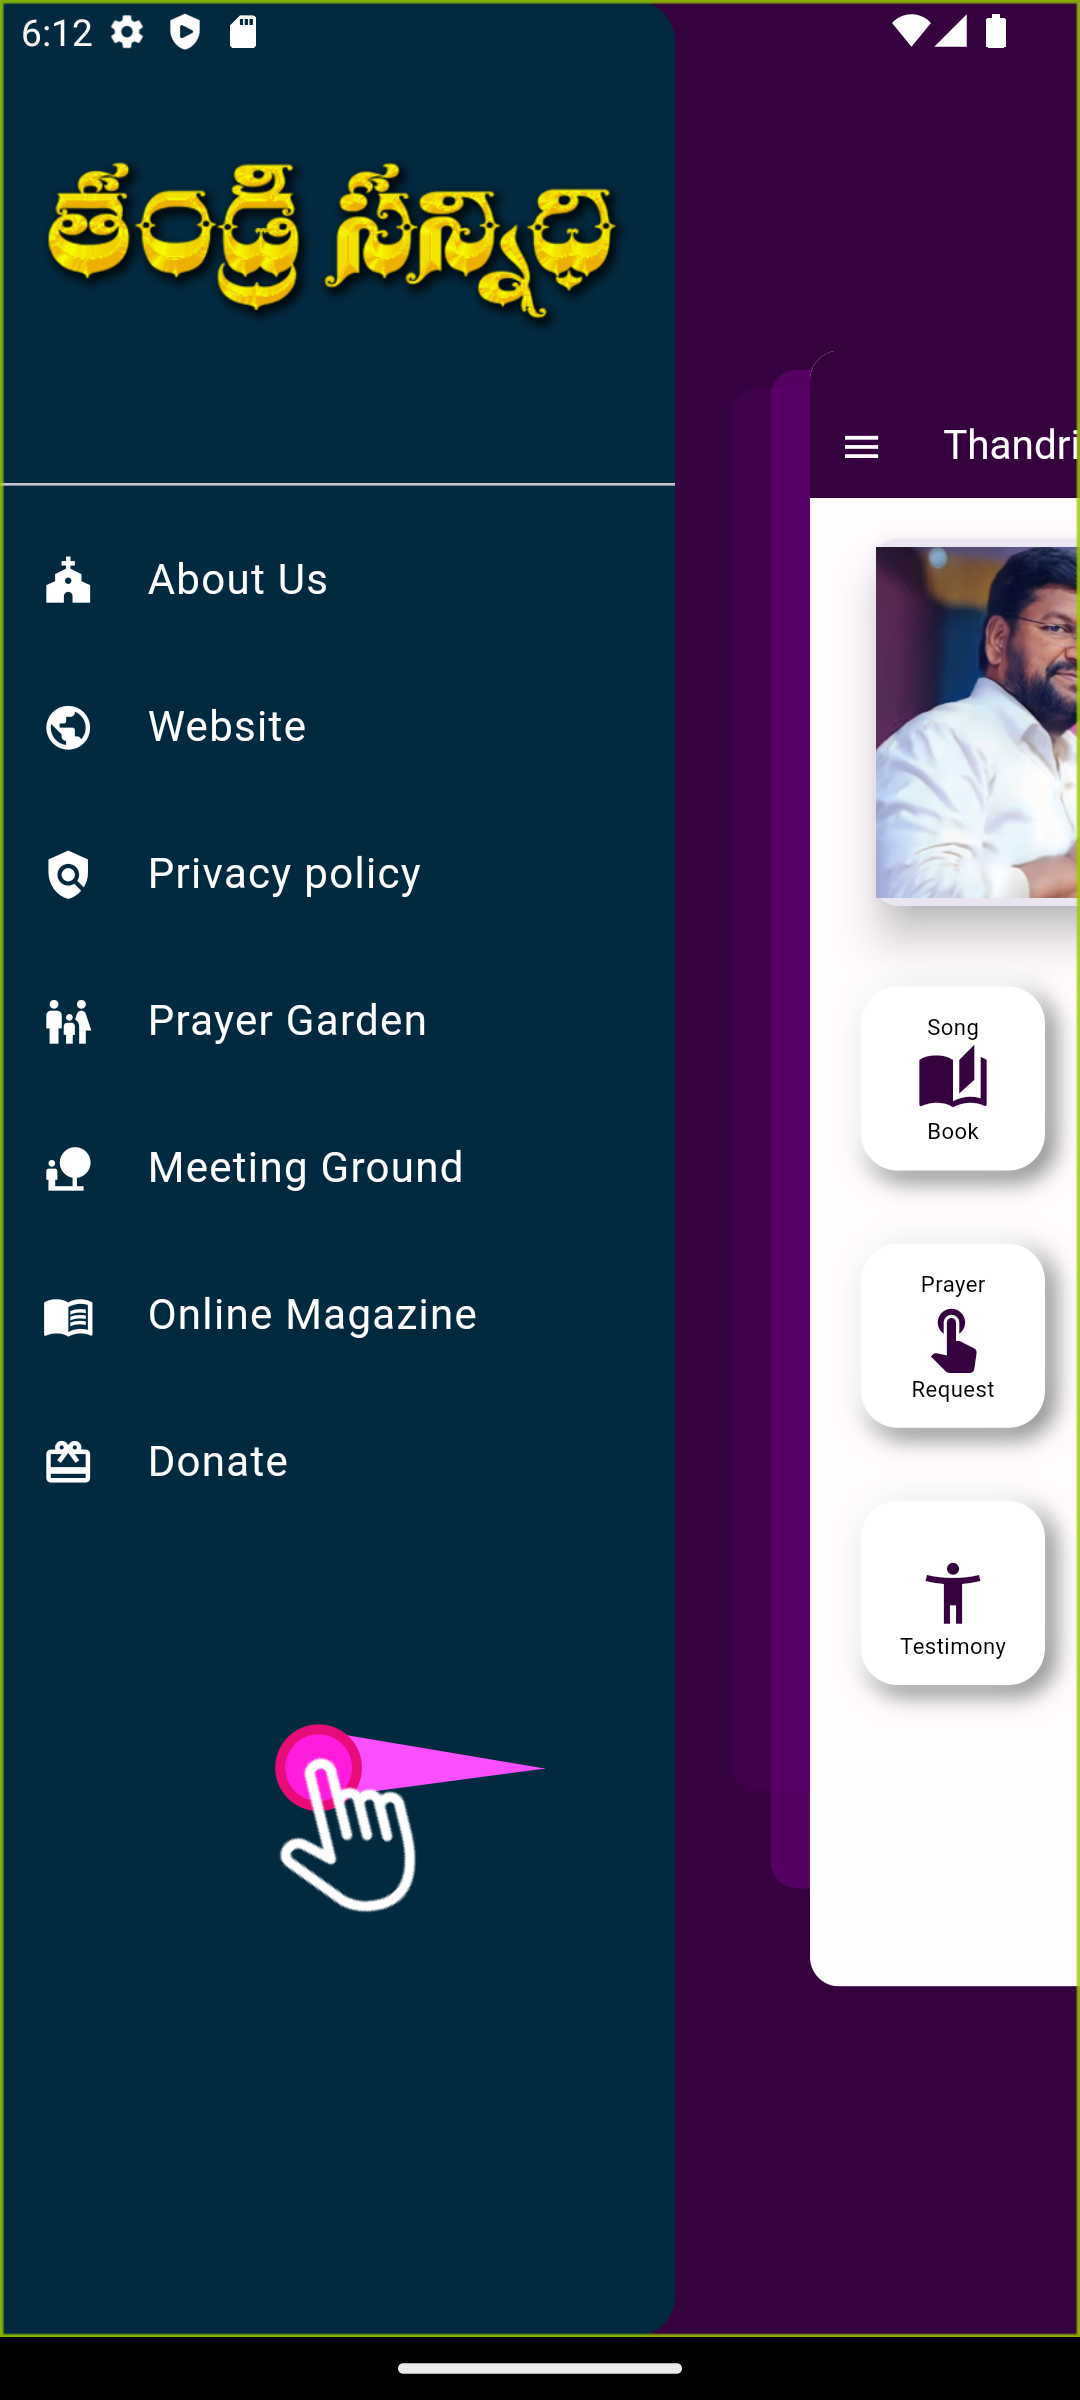 6:12
తండ్రి సన్నిధి
Thandri
About Us
Website
Privacy policy
Prayer Garden
Meeting Ground
Online Magazine
Donate
Song
Book
Prayer
Request
Testimony